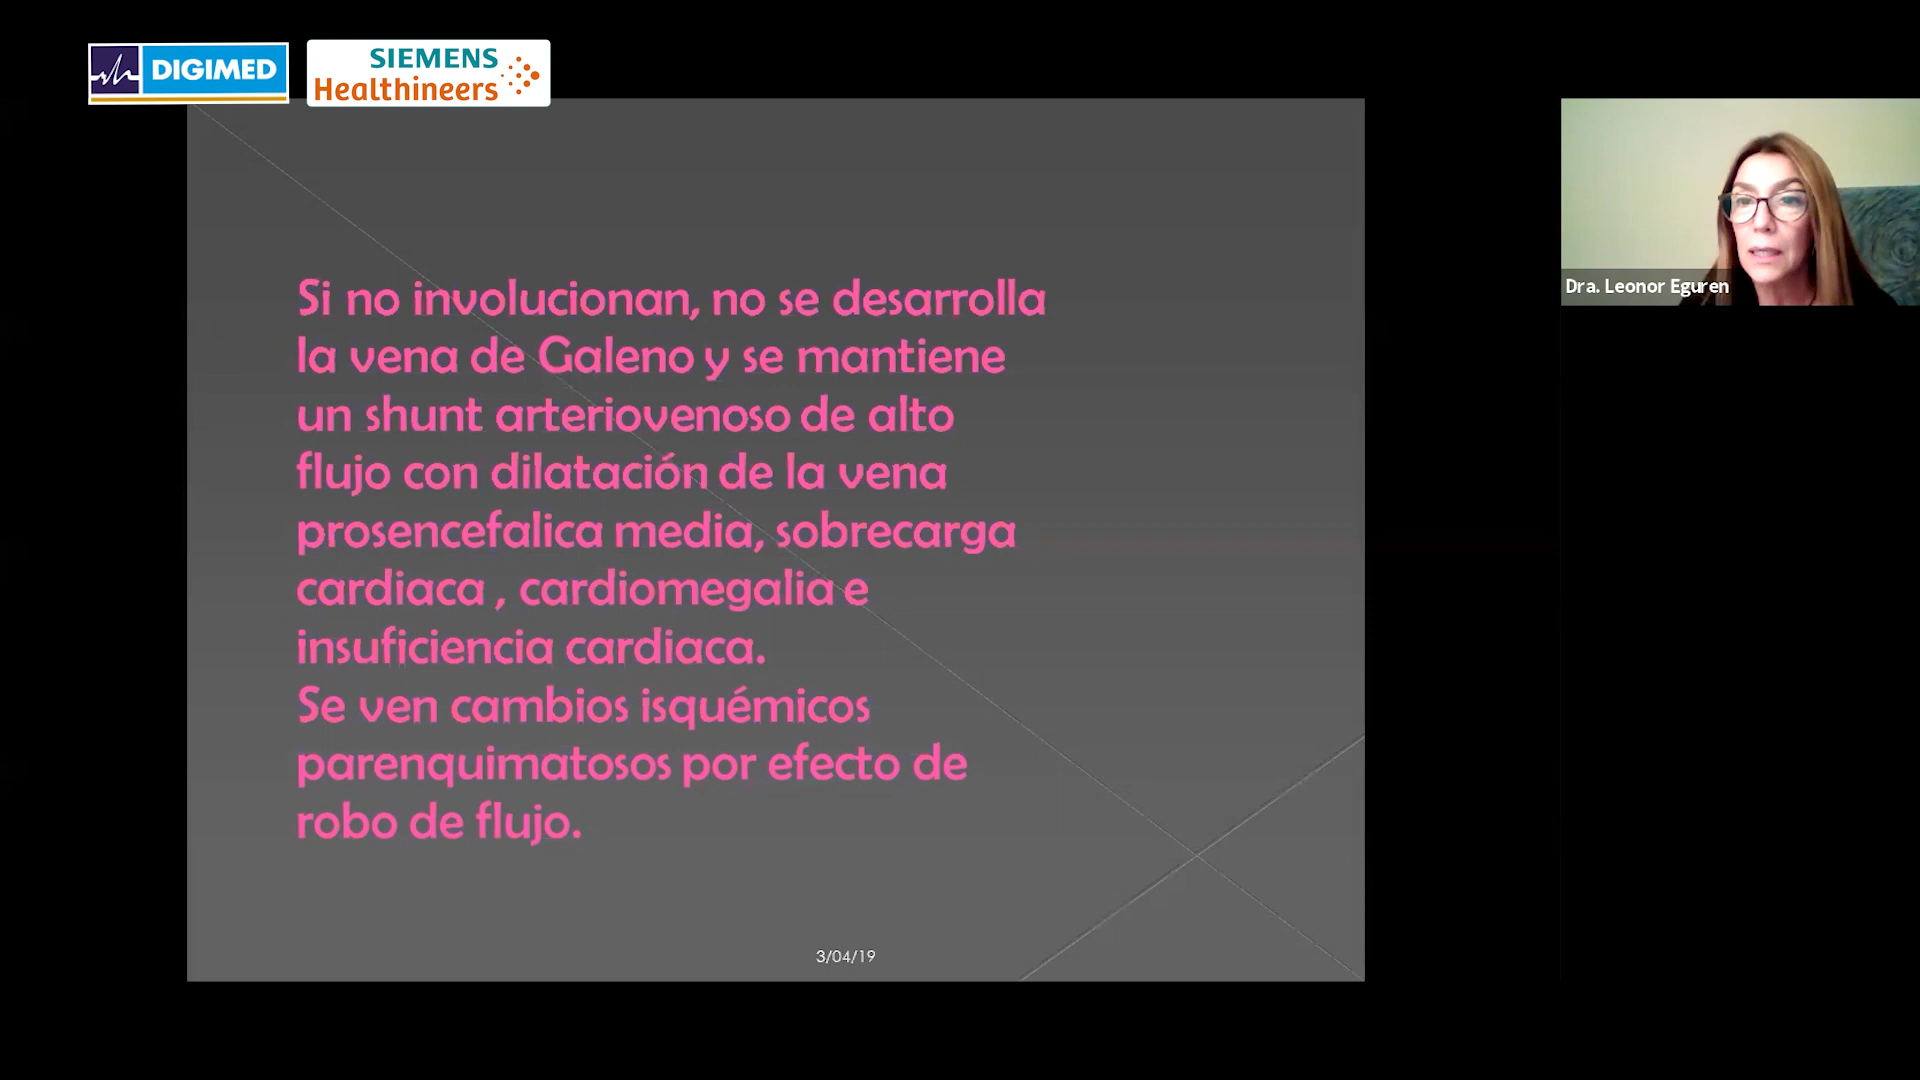 DIGIMED
SIEMENS
Healthineers
Si no involucionan, no se desarrolla
la vena de Galeno y se mantiene
un shunt arteriovenoso de alto
flujo con dilatación de la vena
prosencefalica media, sobrecarga
cardiaca , cardiomegalia e
insuficiencia cardiaca.
Se ven cambios isquémicos
parenquimatosos por efecto de
robo de flujo.
3/04/19
Dra. Leonor Eguren